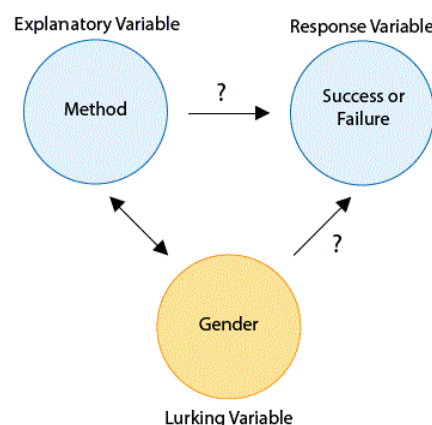 Explanatory Variable
Response Variable
Method
?
Success or
Failure
?
Gender
Lurking Variable